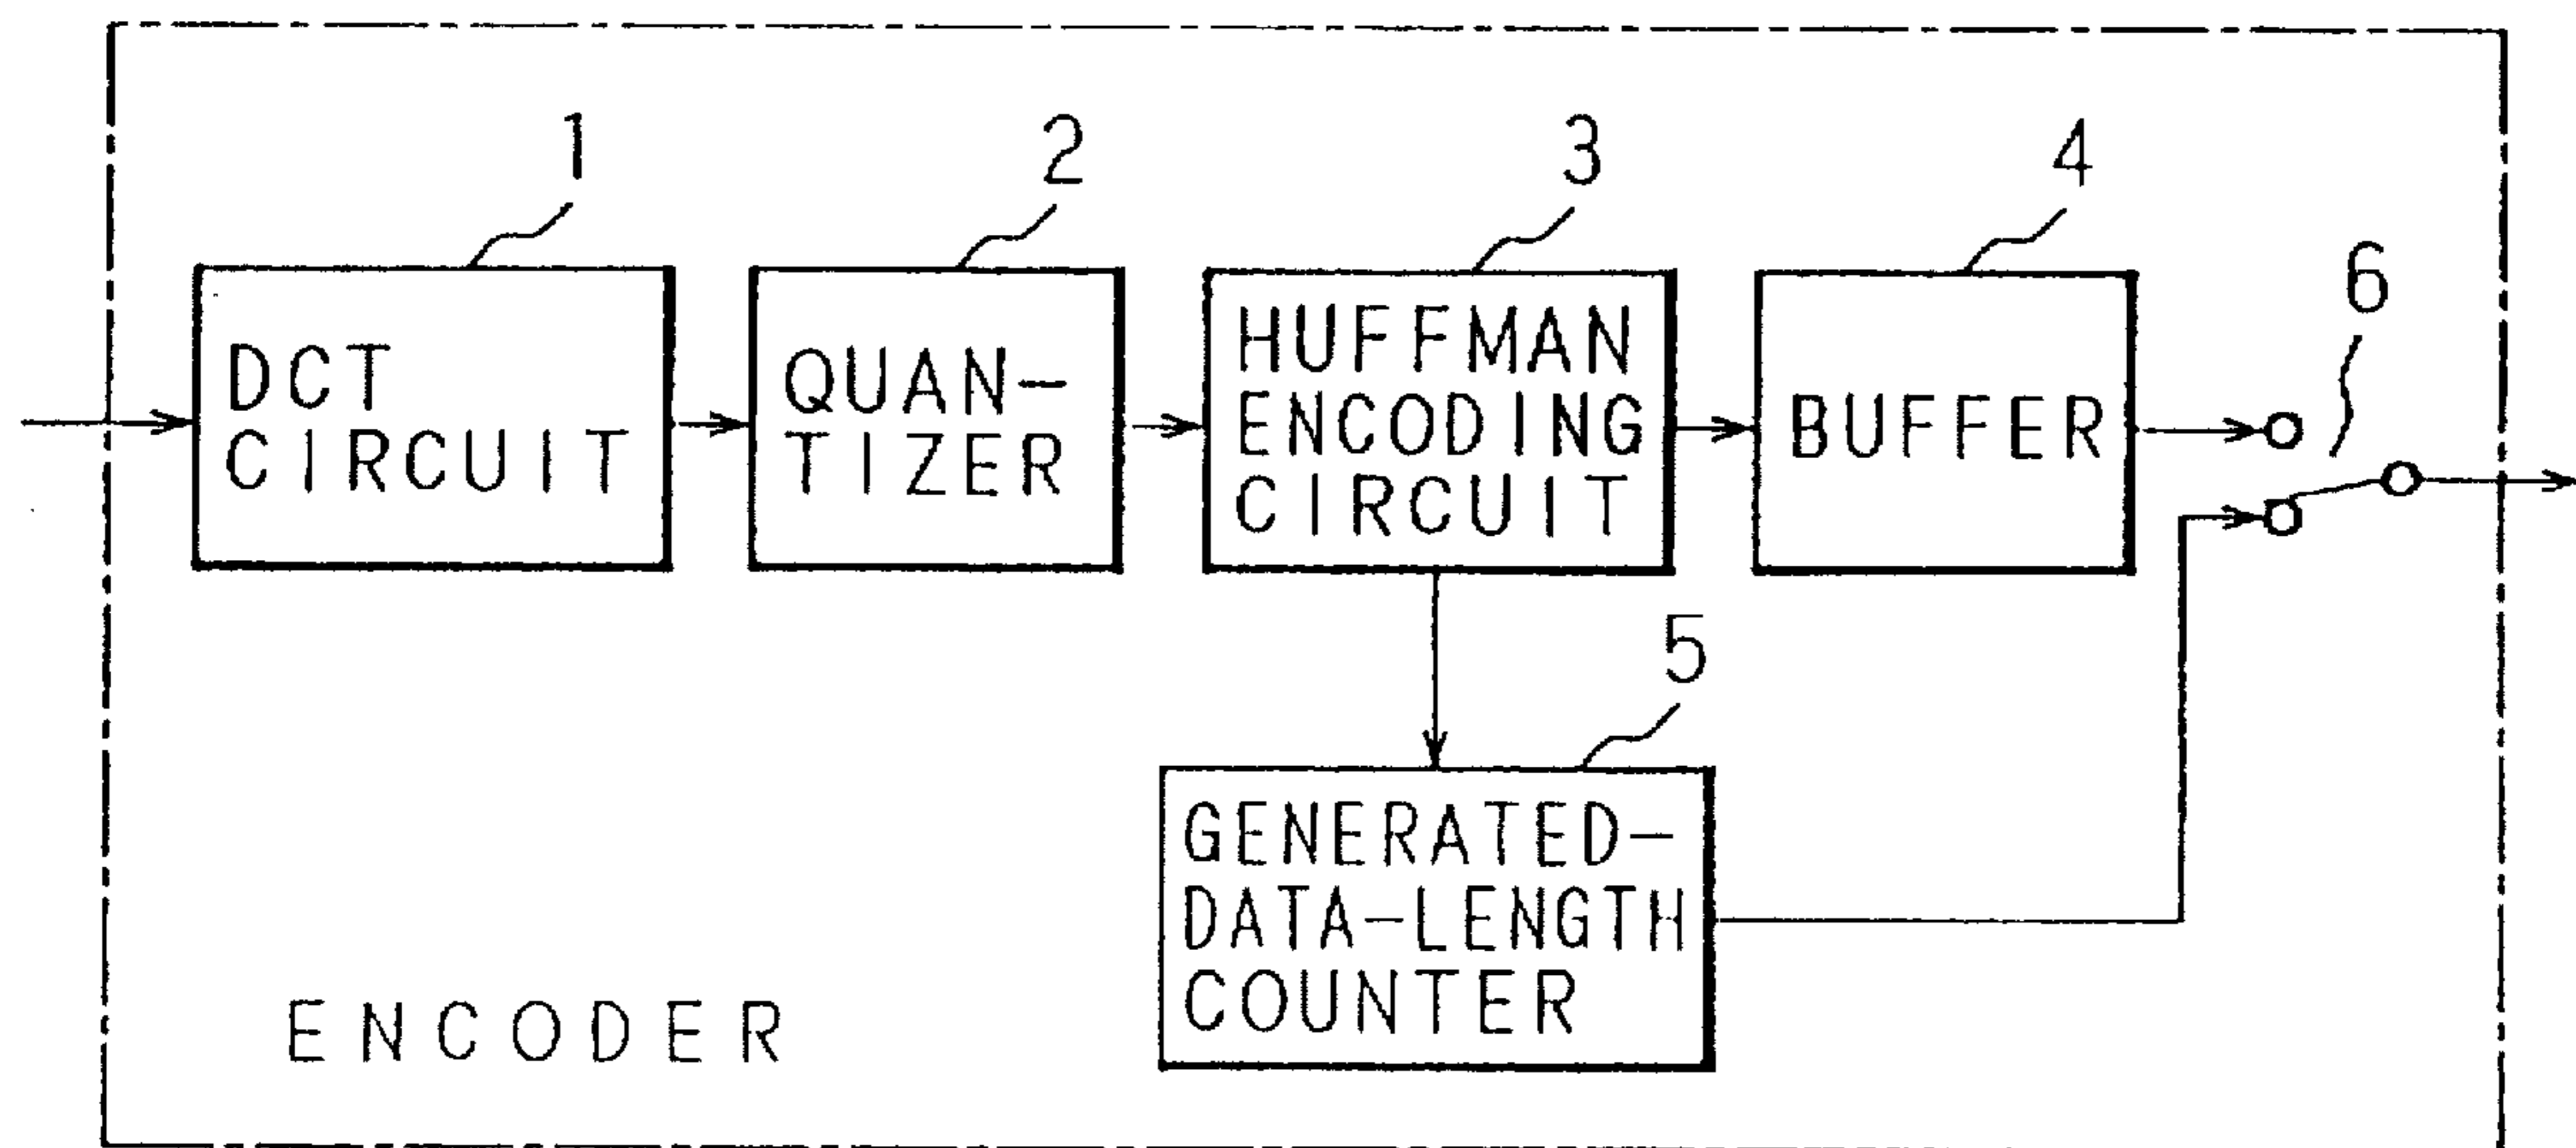 1
2
3
4
6
DCT
CIRCUIT
QUAN-
TIZER
HUFFMAN
ENCODING
CIRCUIT
BUFFER
5
GENERATED-
DATA-LENGTH
COUNTER
ENCODER